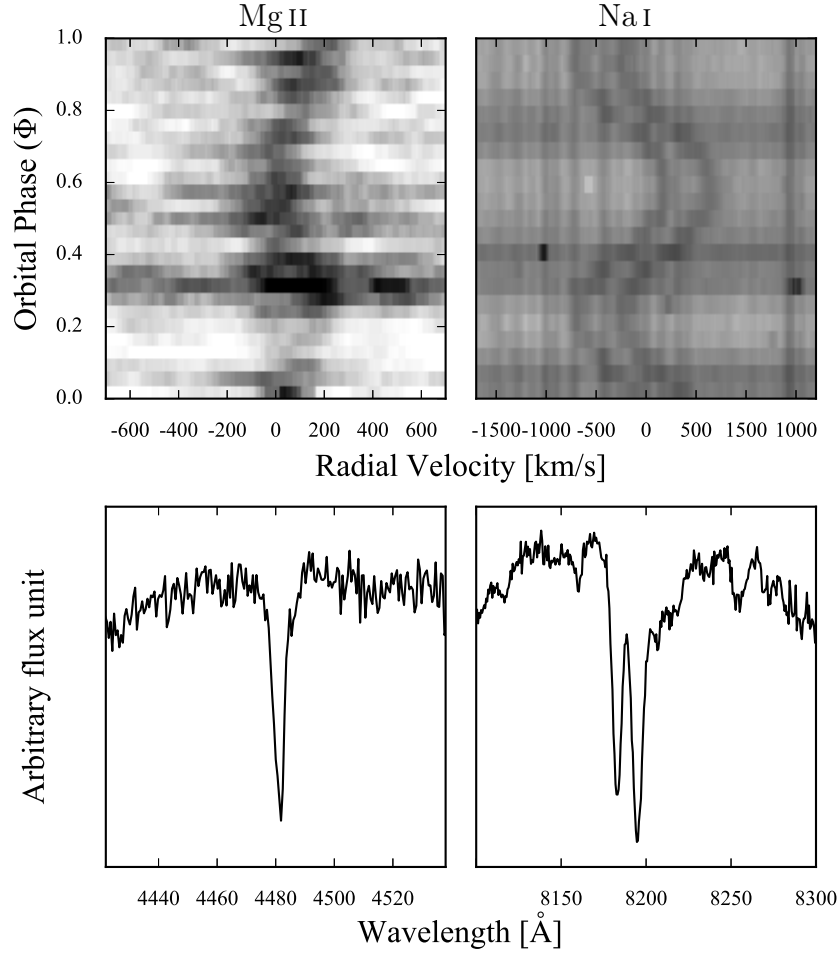 Mg II
Na I
Orbital Phase (Φ)
1.0
0.8
0.6
0.4
0.2
0.0
-600 -400 -200 0 200 400 600
-1500 -1000 -500 0 500 1500 1000
Radial Velocity [km/s]
Arbitrary flux unit
4440 4460 4480 4500 4520
8150 8200 8250 8300
Wavelength [Å]